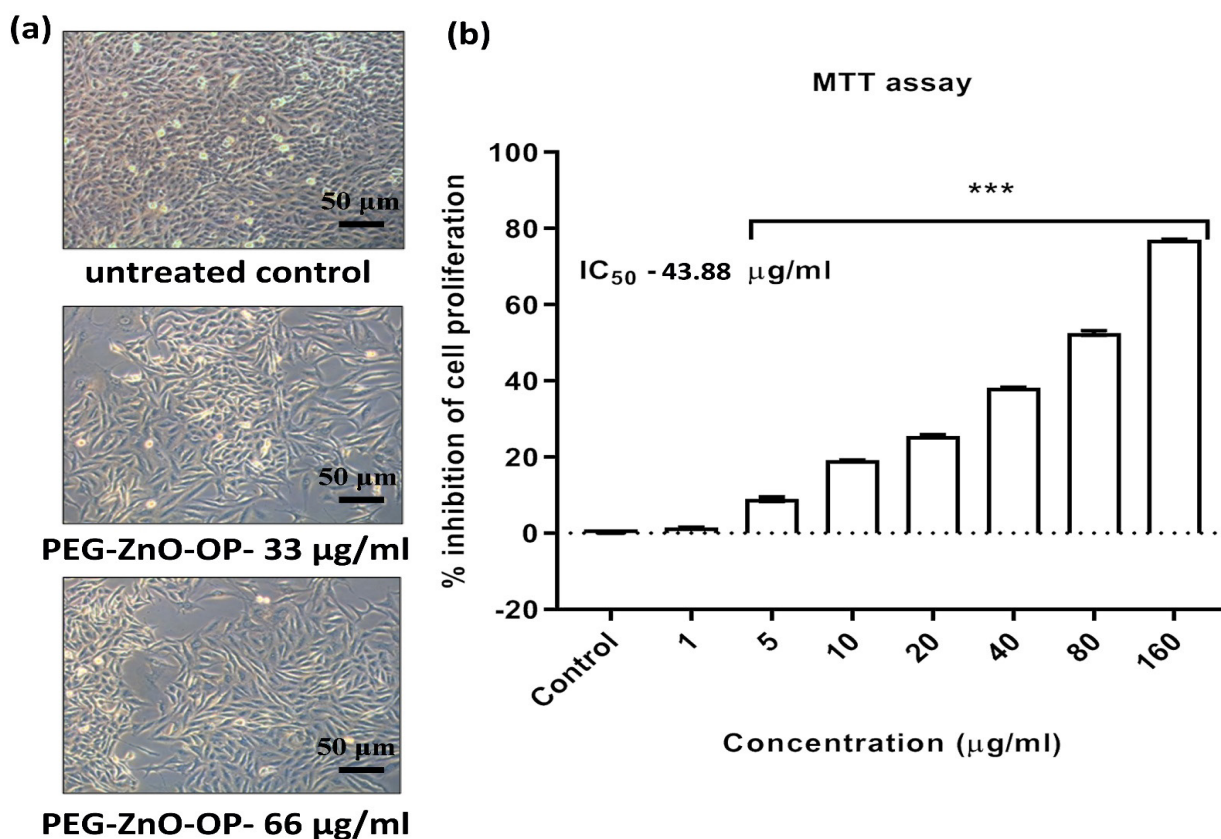 (a)
50 μm
untreated control
50 μm
PEG-ZnO-OP- 33 μg/ml
50 μm
PEG-ZnO-OP- 66 μg/ml
(b)
MTT assay
% inhibition of cell proliferation
100
80
60
40
20
0
-20
***
IC₅₀ - 43.88 μg/ml
Control
1
5
10
20
40
80
160
Concentration (μg/ml)